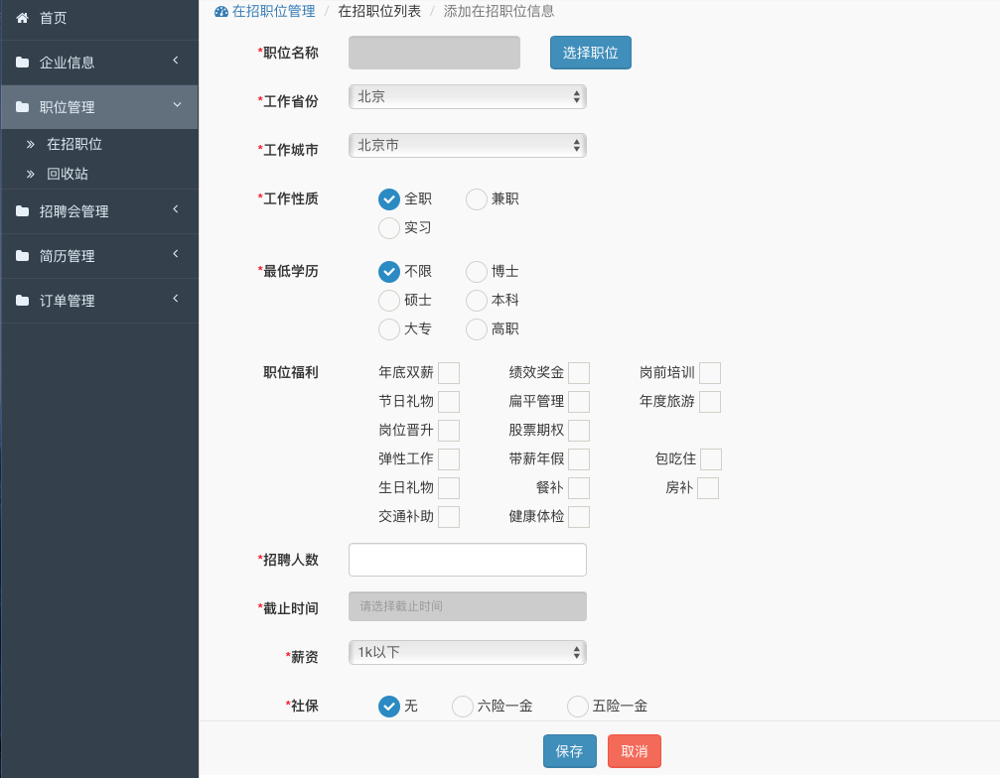 首页
企业信息
职位管理
在招职位
回收站
招聘会管理
简历管理
订单管理
在招职位管理 / 在招职位列表 / 添加在招职位信息
*职位名称 选择职位
*工作省份 北京
*工作城市 北京市
*工作性质 全职 兼职
实习
*最低学历 不限 博士
硕士 本科
大专 高职
职位福利 年底双薪 绩效奖金 岗前培训
节日礼物 扁平管理 年度旅游
岗位晋升 股票期权
弹性工作 带薪年假 包吃住
生日礼物 餐补 房补
交通补助 健康体检
*招聘人数
*截止时间 请选择截止时间
*薪资 1k以下
*社保 无 六险一金 五险一金
保存 取消